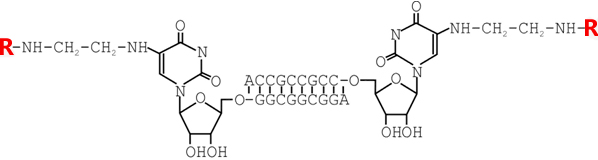 O
O NH–CH₂–CH₂–NH–R
R–NH–CH₂–CH₂–NH N
N O
N
O ACCGCCGCC–O O
N
O O–GGCGGCGGA
OHOH
OHOH